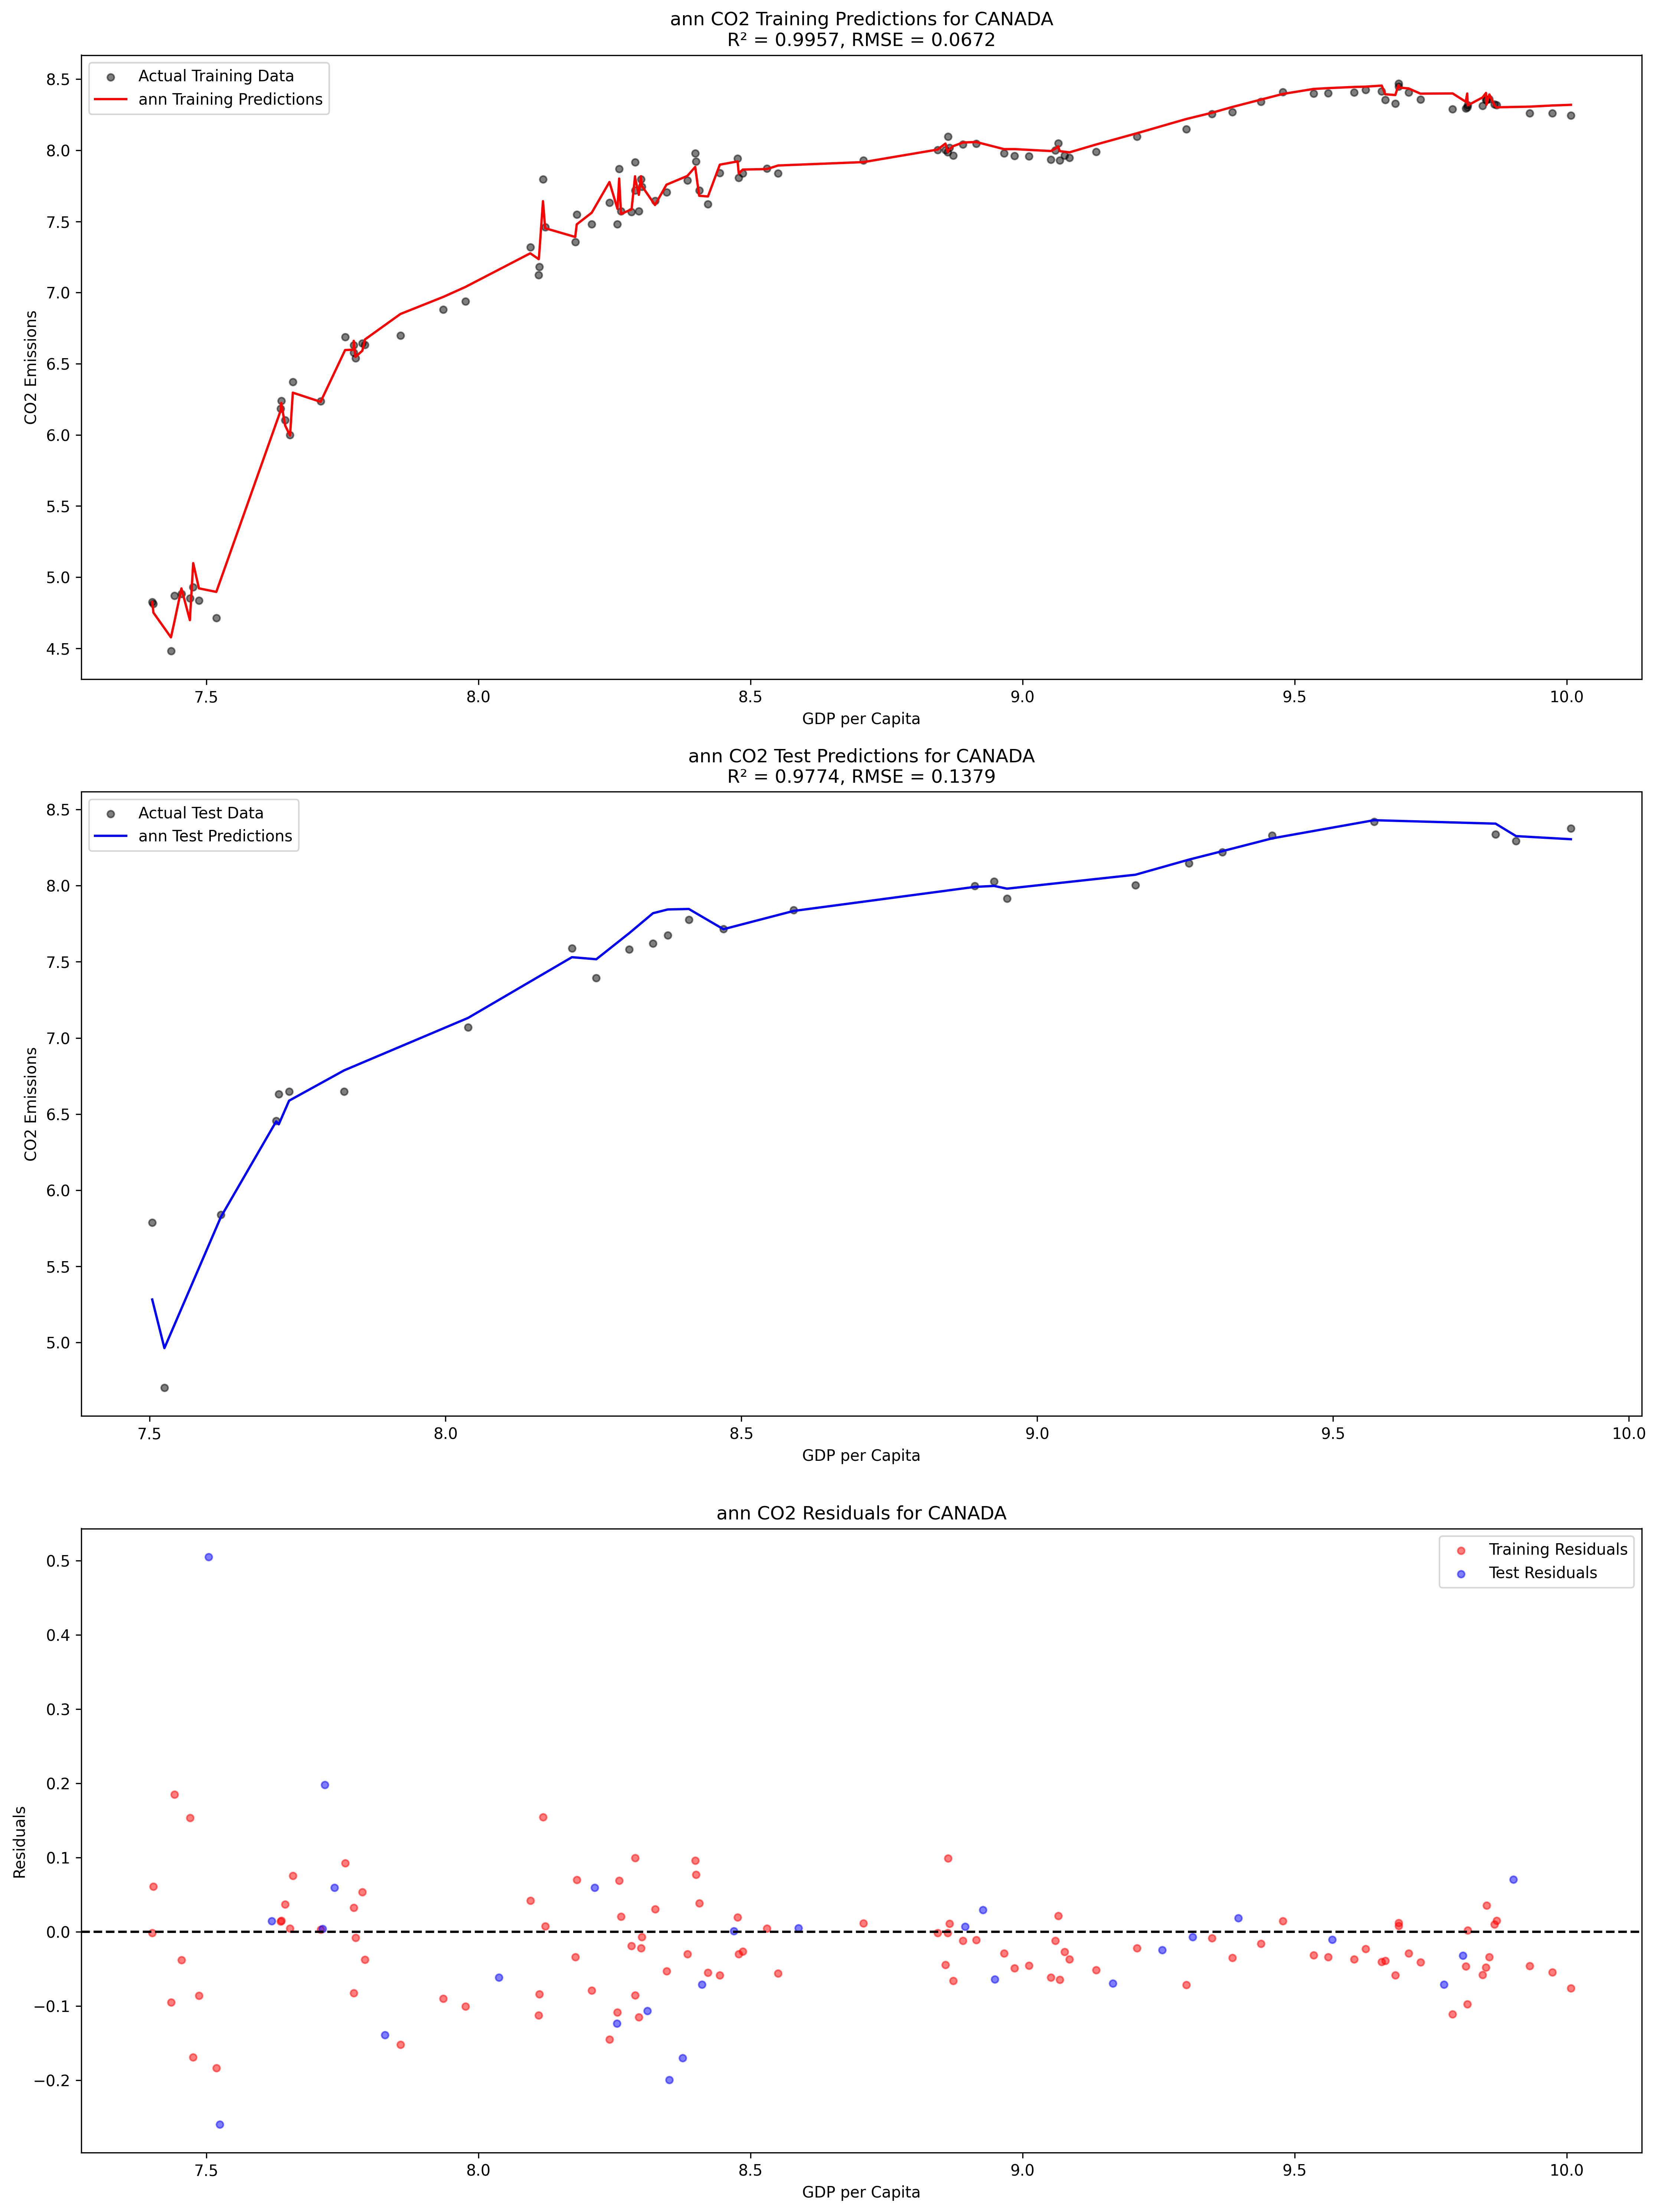 ann CO2 Training Predictions for CANADA
R² = 0.9957, RMSE = 0.0672
Actual Training Data
ann Training Predictions
CO2 Emissions
8.5
8.0
7.5
7.0
6.5
6.0
5.5
5.0
4.5
7.5 8.0 8.5 9.0 9.5 10.0
GDP per Capita
ann CO2 Test Predictions for CANADA
R² = 0.9774, RMSE = 0.1379
Actual Test Data
ann Test Predictions
CO2 Emissions
8.5
8.0
7.5
7.0
6.5
6.0
5.5
5.0
7.5 8.0 8.5 9.0 9.5 10.0
GDP per Capita
ann CO2 Residuals for CANADA
Training Residuals
Test Residuals
Residuals
0.5
0.4
0.3
0.2
0.1
0.0
−0.1
−0.2
7.5 8.0 8.5 9.0 9.5 10.0
GDP per Capita